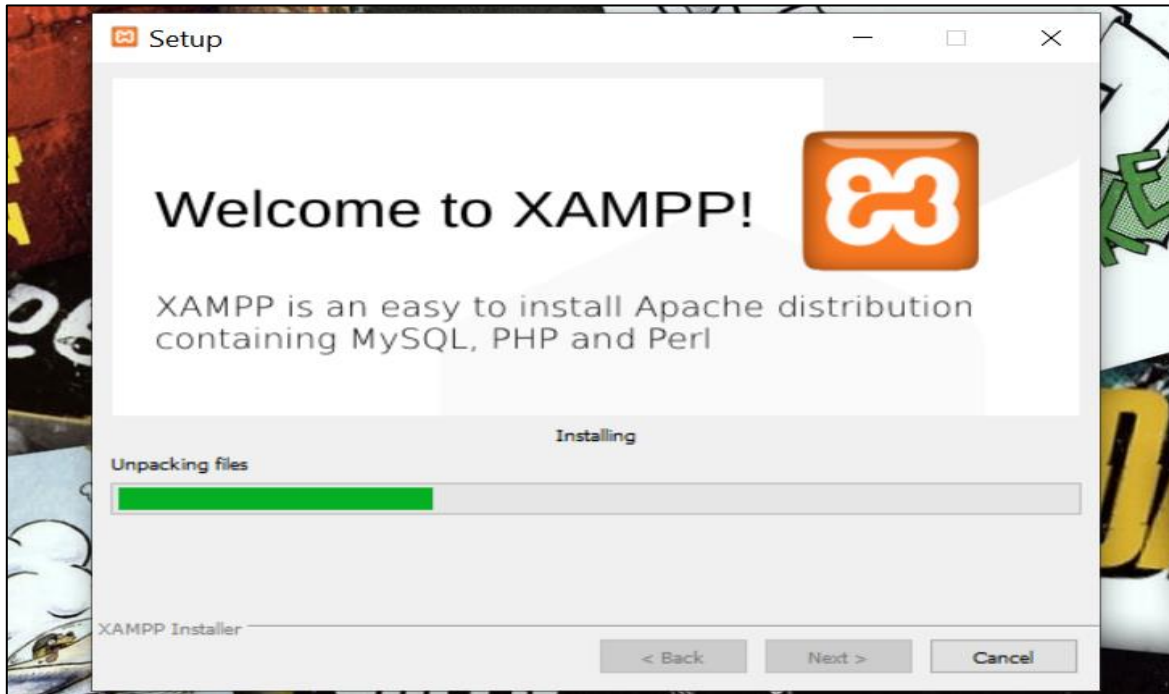 Setup
Welcome to XAMPP!
XAMPP is an easy to install Apache distribution
containing MySQL, PHP and Perl
Installing
Unpacking files
XAMPP Installer
< Back
Next >
Cancel